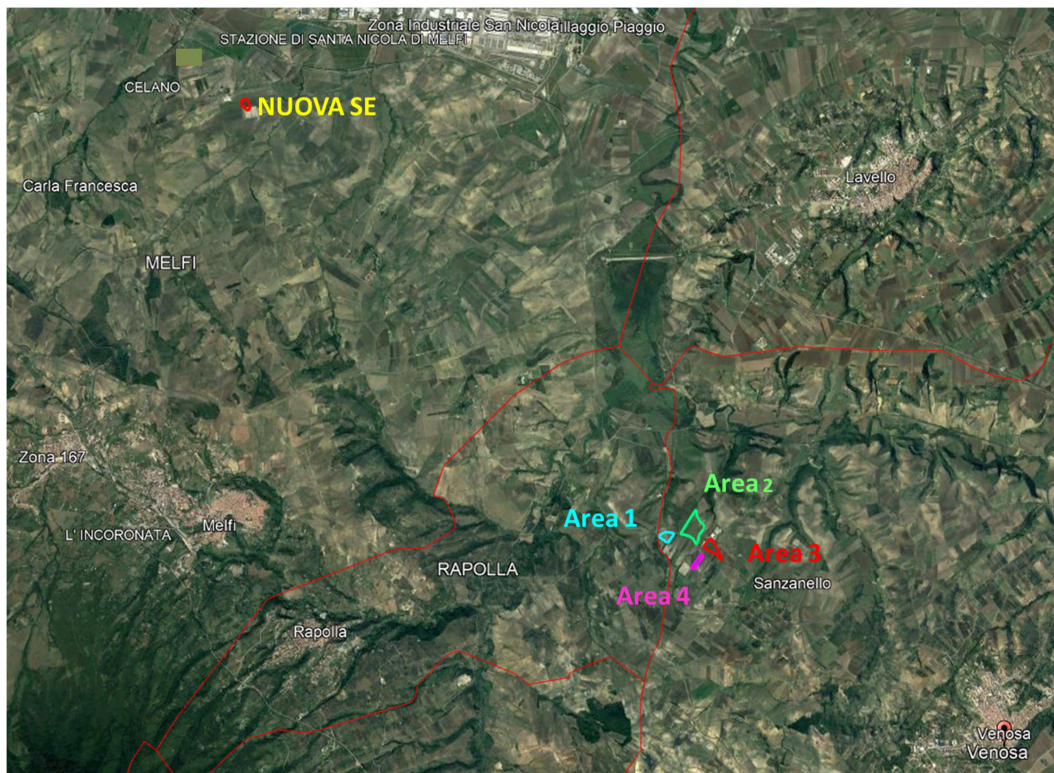 Zona Industriale San Nicola
Villaggio Piaggio
STAZIONE DI SANTA NICOLA DI MELFI
CELANO
NUOVA SE
Carla Francesca
Lavello
MELFI
Zona 167
Area 2
Melfi
Area 1
L' INCORONATA
Area 3
RAPOLLA
Sanzanello
Area 4
Rapolla
Venosa
Venosa